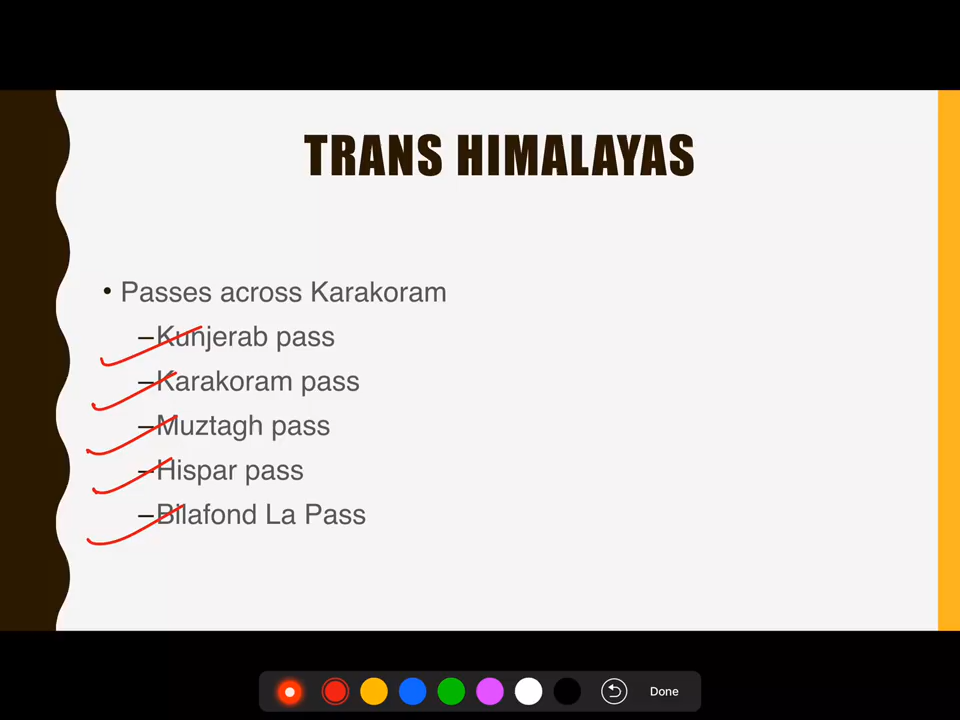 TRANS HIMALAYAS
• Passes across Karakoram
–Kunjerab pass
–Karakoram pass
–Muztagh pass
–Hispar pass
–Bilafond La Pass
Done